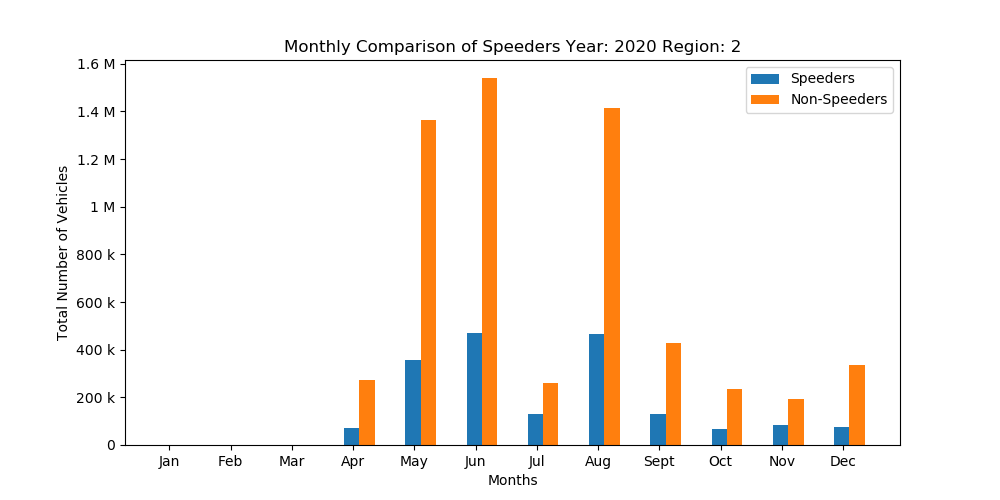 Monthly Comparison of Speeders Year: 2020 Region: 2
Speeders
Non-Speeders
Total Number of Vehicles
1.6 M
1.4 M
1.2 M
1 M
800 k
600 k
400 k
200 k
0
Jan Feb Mar Apr May Jun Jul Aug Sept Oct Nov Dec
Months